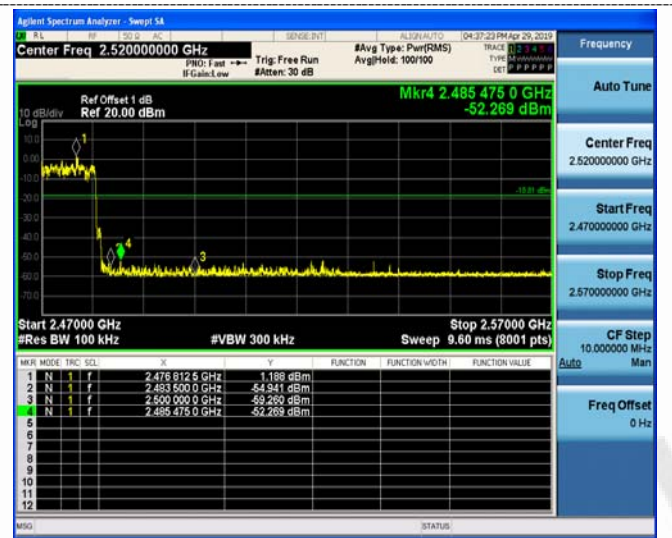 Agilent Spectrum Analyzer - Swept SA
RL RF 50 Ω AC SENSE:INT ALIGN AUTO 04:37:23 PM Apr 29, 2019
Center Freq 2.520000000 GHz
PNO: Fast
IFGain:Low
Trig: Free Run
#Atten: 30 dB
#Avg Type: Pwr(RMS)
Avg|Hold: 100/100
TRACE 1 2 3 4 5 6
TYPE
DET P P P P P P
Ref Offset 1 dB
Ref 20.00 dBm
10 dB/div
Log
Mkr4 2.485 475 0 GHz
-52.269 dBm
10.0
0.00
-10.0
-20.0
-30.0
-40.0
-50.0
-60.0
-70.0
1
4
3
Start 2.47000 GHz
#Res BW 100 kHz
#VBW 300 kHz
Stop 2.57000 GHz
Sweep 9.60 ms (8001 pts)
MKR MODE TRC SCL X Y FUNCTION FUNCTION WIDTH FUNCTION VALUE
1 N 1 f 2.476 812 5 GHz 1.188 dBm
2 N 1 f 2.483 500 0 GHz -54.941 dBm
3 N 1 f 2.500 000 0 GHz -59.260 dBm
4 N 1 f 2.485 475 0 GHz -52.269 dBm
5
6
7
8
9
10
11
12
MSG STATUS
Frequency
Auto Tune
Center Freq
2.520000000 GHz
Start Freq
2.470000000 GHz
Stop Freq
2.570000000 GHz
CF Step
10.000000 MHz
Auto Man
Freq Offset
0 Hz